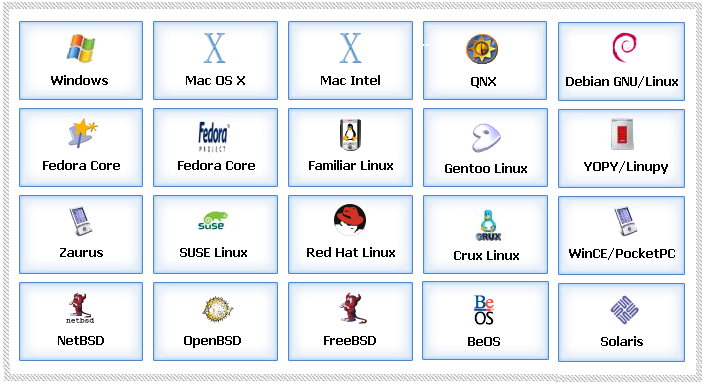 Windows
Mac OS X
Mac Intel
QNX
Debian GNU/Linux
Fedora Core
Fedora
PROJECT
Fedora Core
Familiar Linux
Gentoo Linux
YOPY/Linupy
Zaurus
SUSE
SUSE Linux
Red Hat Linux
CRUX
Crux Linux
WinCE/PocketPC
netbsd
NetBSD
OpenBSD
FreeBSD
Be
OS
BeOS
Solaris